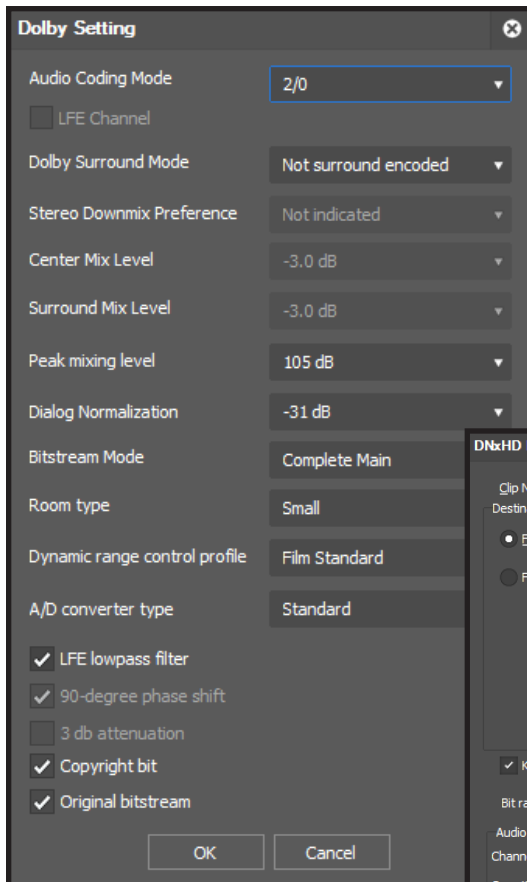 Dolby Setting
Audio Coding Mode 2/0
LFE Channel
Dolby Surround Mode Not surround encoded
Stereo Downmix Preference Not indicated
Center Mix Level -3.0 dB
Surround Mix Level -3.0 dB
Peak mixing level 105 dB
Dialog Normalization -31 dB
Bitstream Mode Complete Main
Room type Small
Dynamic range control profile Film Standard
A/D converter type Standard
LFE lowpass filter
90-degree phase shift
3 db attenuation
Copyright bit
Original bitstream
OK Cancel
DNxHD
Clip N
Destin
F
K
Bit ra
Audio
Chann